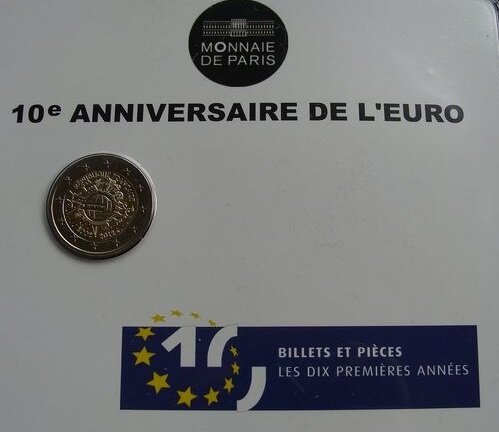 MONNAIE
DE PARIS
10e ANNIVERSAIRE DE L'EURO
10
BILLETS ET PIÈCES
LES DIX PREMIÈRES ANNÉES